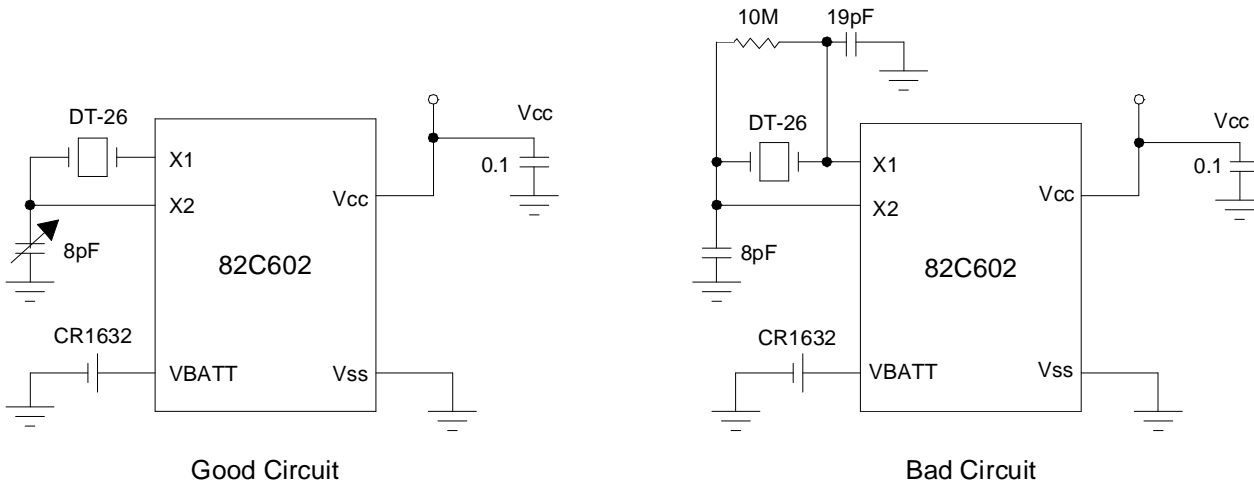 DT-26
X1
X2
8pF
82C602
Vcc
Vcc
0.1
CR1632
VBATT
Vss
Good Circuit
10M
19pF
DT-26
X1
X2
8pF
82C602
Vcc
Vcc
0.1
CR1632
VBATT
Vss
Bad Circuit